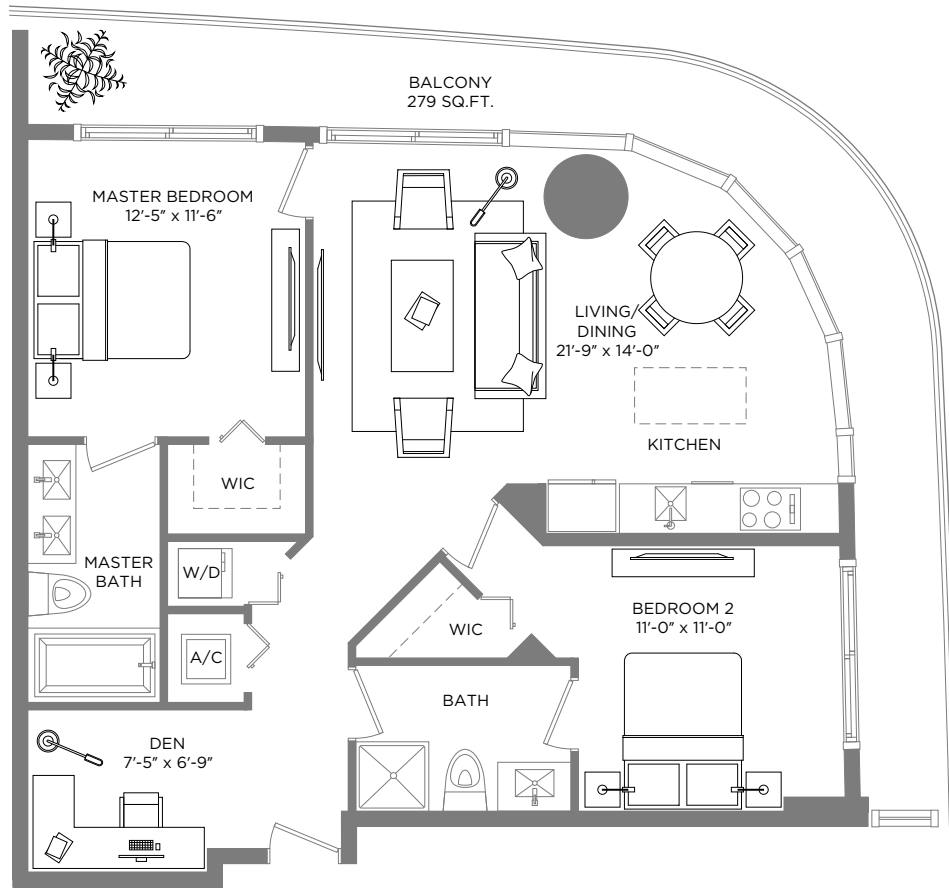 BALCONY
279 SQ.FT.
MASTER BEDROOM
12'-5" x 11'-6"
LIVING/
DINING
21'-9" x 14'-0"
KITCHEN
WIC
MASTER
BATH
W/D
A/C
WIC
BEDROOM 2
11'-0" x 11'-0"
BATH
DEN
7'-5" x 6'-9"